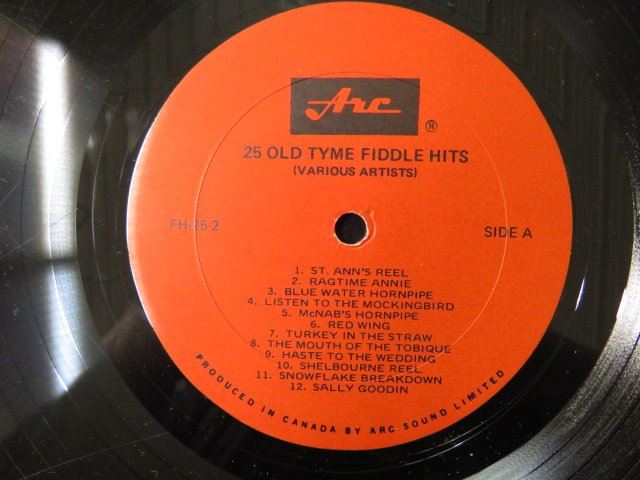 Arc ®
25 OLD TYME FIDDLE HITS
(VARIOUS ARTISTS)
FH-25-2
SIDE A
1. ST. ANN'S REEL
2. RAGTIME ANNIE
3. BLUE WATER HORNPIPE
4. LISTEN TO THE MOCKINGBIRD
5. McNAB'S HORNPIPE
6. RED WING
7. TURKEY IN THE STRAW
8. THE MOUTH OF THE TOBIQUE
9. HASTE TO THE WEDDING
10. SHELBOURNE REEL
11. SNOWFLAKE BREAKDOWN
12. SALLY GOODIN
PRODUCED IN CANADA BY ARC SOUND LIMITED